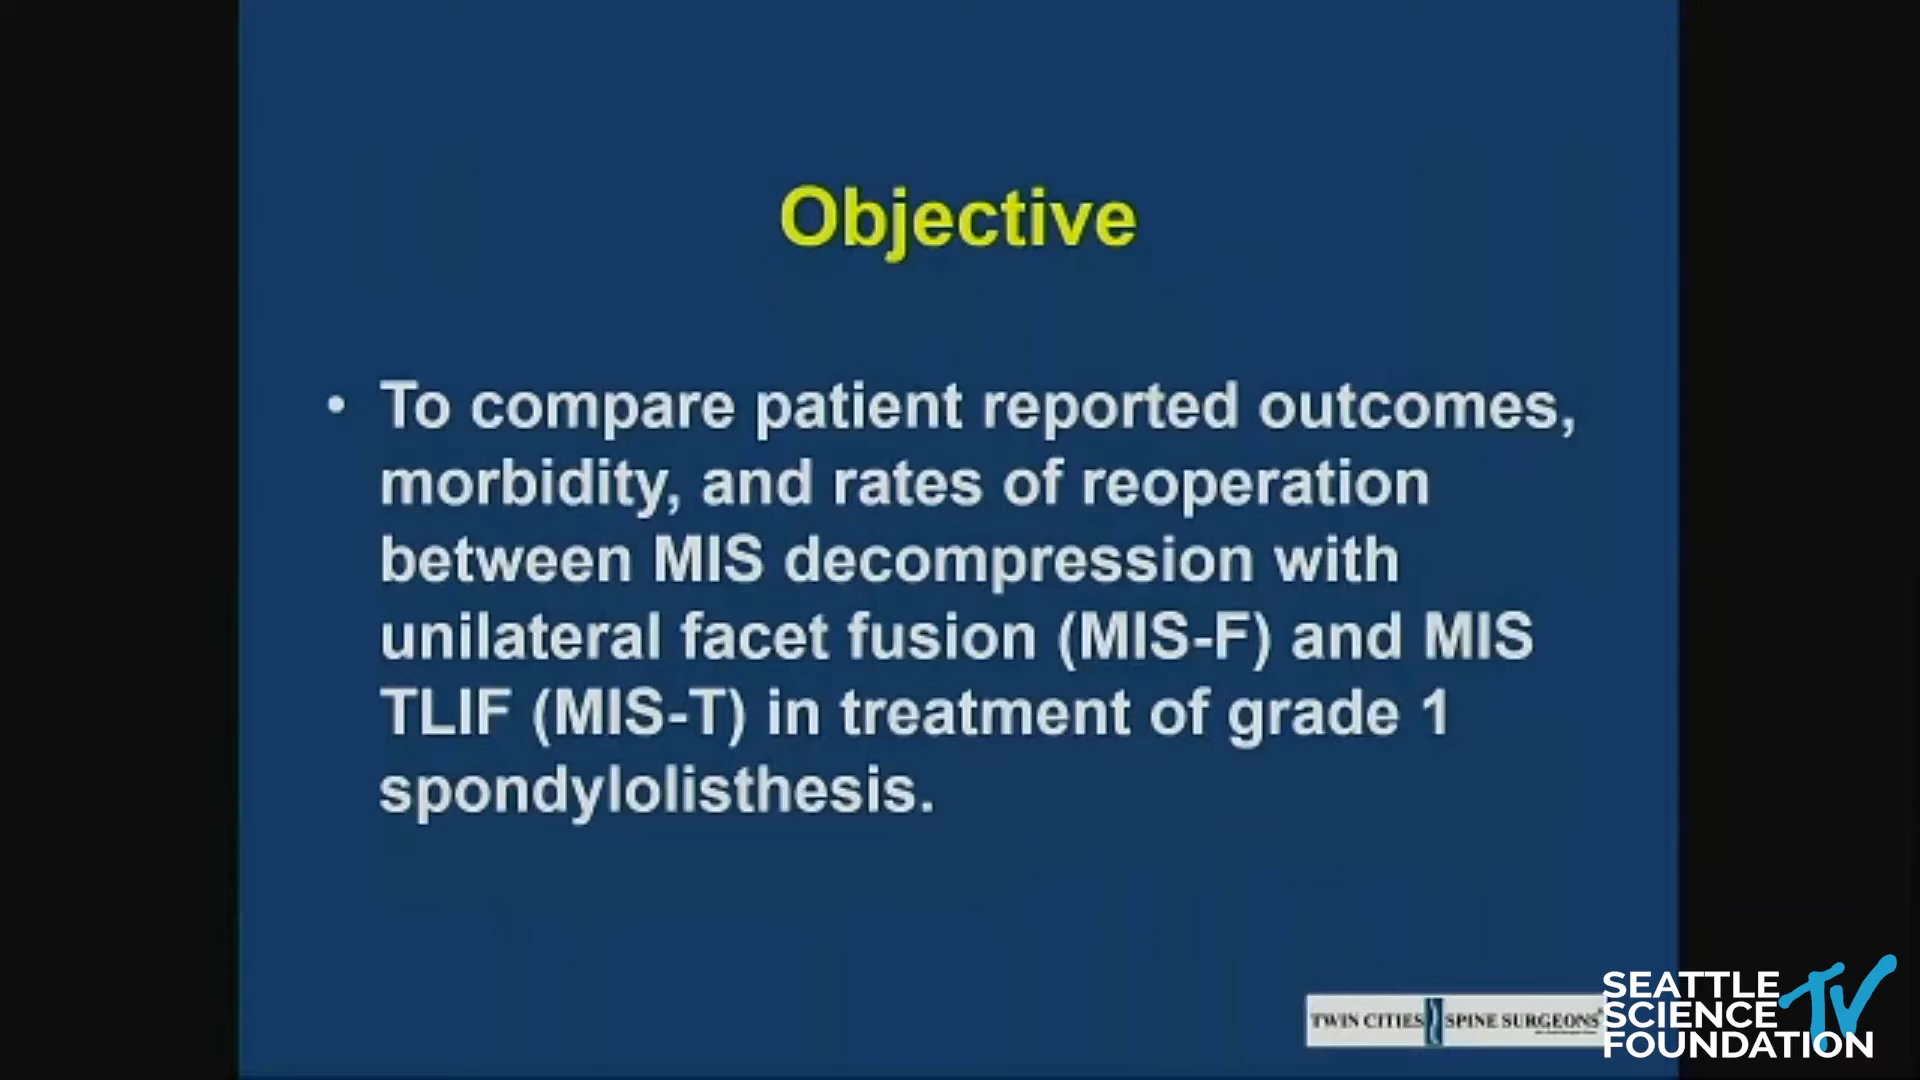 Objective
• To compare patient reported outcomes,
morbidity, and rates of reoperation
between MIS decompression with
unilateral facet fusion (MIS-F) and MIS
TLIF (MIS-T) in treatment of grade 1
spondylolisthesis.
TWIN CITIES SPINE SURGEONS
SEATTLE
SCIENCE
FOUNDATION
TV